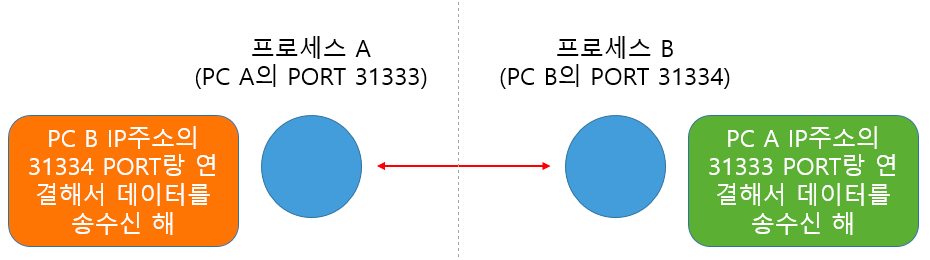 프로세스 A
(PC A의 PORT 31333)
프로세스 B
(PC B의 PORT 31334)
PC B IP주소의
31334 PORT랑 연
결해서 데이터를
송수신 해
PC A IP주소의
31333 PORT랑 연
결해서 데이터를
송수신 해